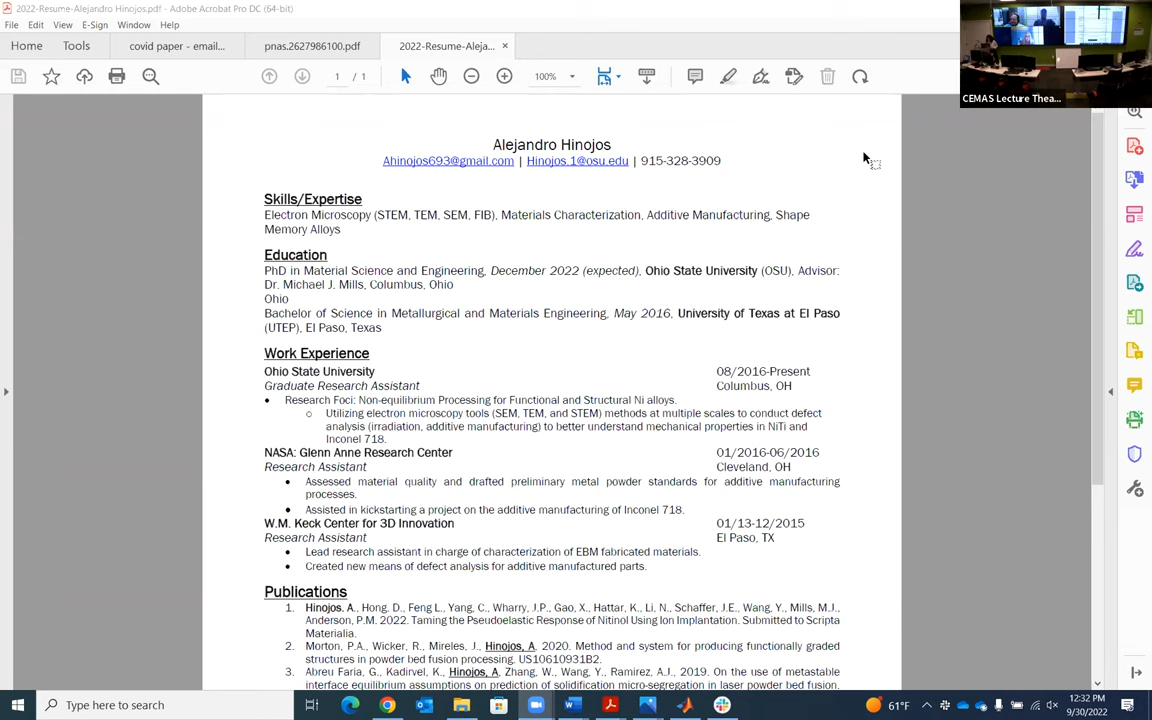 2022-Resume-Alejandro Hinojos.pdf - Adobe Acrobat Pro DC (64-bit)
File Edit View E-Sign Window Help
Home Tools covid paper - email... pnas.2627986100.pdf 2022-Resume-Aleja... ×
1 / 1 100%
CEMAS Lecture Thea...
Alejandro Hinojos
Ahinojos693@gmail.com | Hinojos.1@osu.edu | 915-328-3909
Skills/Expertise
Electron Microscopy (STEM, TEM, SEM, FIB), Materials Characterization, Additive Manufacturing, Shape
Memory Alloys
Education
PhD in Material Science and Engineering, December 2022 (expected), Ohio State University (OSU), Advisor:
Dr. Michael J. Mills, Columbus, Ohio
Ohio
Bachelor of Science in Metallurgical and Materials Engineering, May 2016, University of Texas at El Paso
(UTEP), El Paso, Texas
Work Experience
Ohio State University 08/2016-Present
Graduate Research Assistant Columbus, OH
• Research Foci: Non-equilibrium Processing for Functional and Structural Ni alloys.
o Utilizing electron microscopy tools (SEM, TEM, and STEM) methods at multiple scales to conduct defect
analysis (irradiation, additive manufacturing) to better understand mechanical properties in NiTi and
Inconel 718.
NASA: Glenn Anne Research Center 01/2016-06/2016
Research Assistant Cleveland, OH
• Assessed material quality and drafted preliminary metal powder standards for additive manufacturing
processes.
• Assisted in kickstarting a project on the additive manufacturing of Inconel 718.
W.M. Keck Center for 3D Innovation 01/13-12/2015
Research Assistant El Paso, TX
• Lead research assistant in charge of characterization of EBM fabricated materials.
• Created new means of defect analysis for additive manufactured parts.
Publications
1. Hinojos. A., Hong. D., Feng L., Yang, C., Wharry, J.P., Gao, X., Hattar, K., Li, N., Schaffer, J.E., Wang, Y., Mills, M.J.,
Anderson, P.M. 2022. Taming the Pseudoelastic Response of Nitinol Using Ion Implantation. Submitted to Scripta
Materialia.
2. Morton, P.A., Wicker, R., Mireles, J., Hinojos, A. 2020. Method and system for producing functionally graded
structures in powder bed fusion processing. US10610931B2.
3. Abreu Faria, G., Kadirvel, K., Hinojos, A, Zhang, W., Wang, Y., Ramirez, A.J., 2019. On the use of metastable
interface equilibrium assumptions on prediction of solidification micro-segregation in laser powder bed fusion.
Type here to search 61°F 12:32 PM
9/30/2022